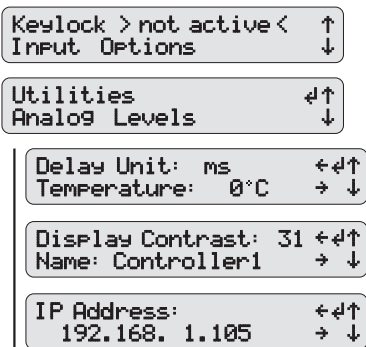 Keylock > not active < ↑
Input Options ↓
Utilities ↲↑
Analog Levels ↓
Delay Unit: ms ←↲↑
Temperature: 0°C → ↓
Display Contrast: 31 ←↲↑
Name: Controller1 → ↓
IP Address: ←↲↑
192.168. 1.105 → ↓